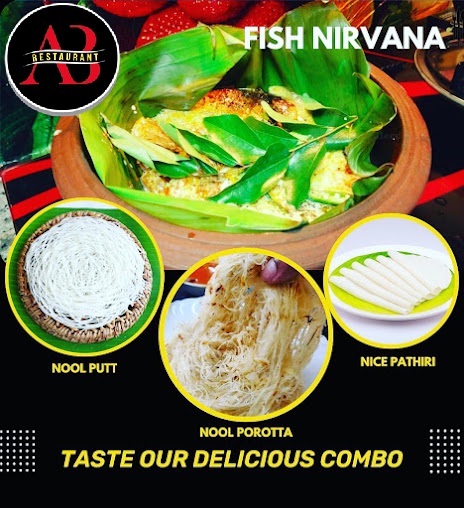 AB
RESTAURANT
FISH NIRVANA
NOOL PUTT
NICE PATHIRI
NOOL POROTTA
TASTE OUR DELICIOUS COMBO